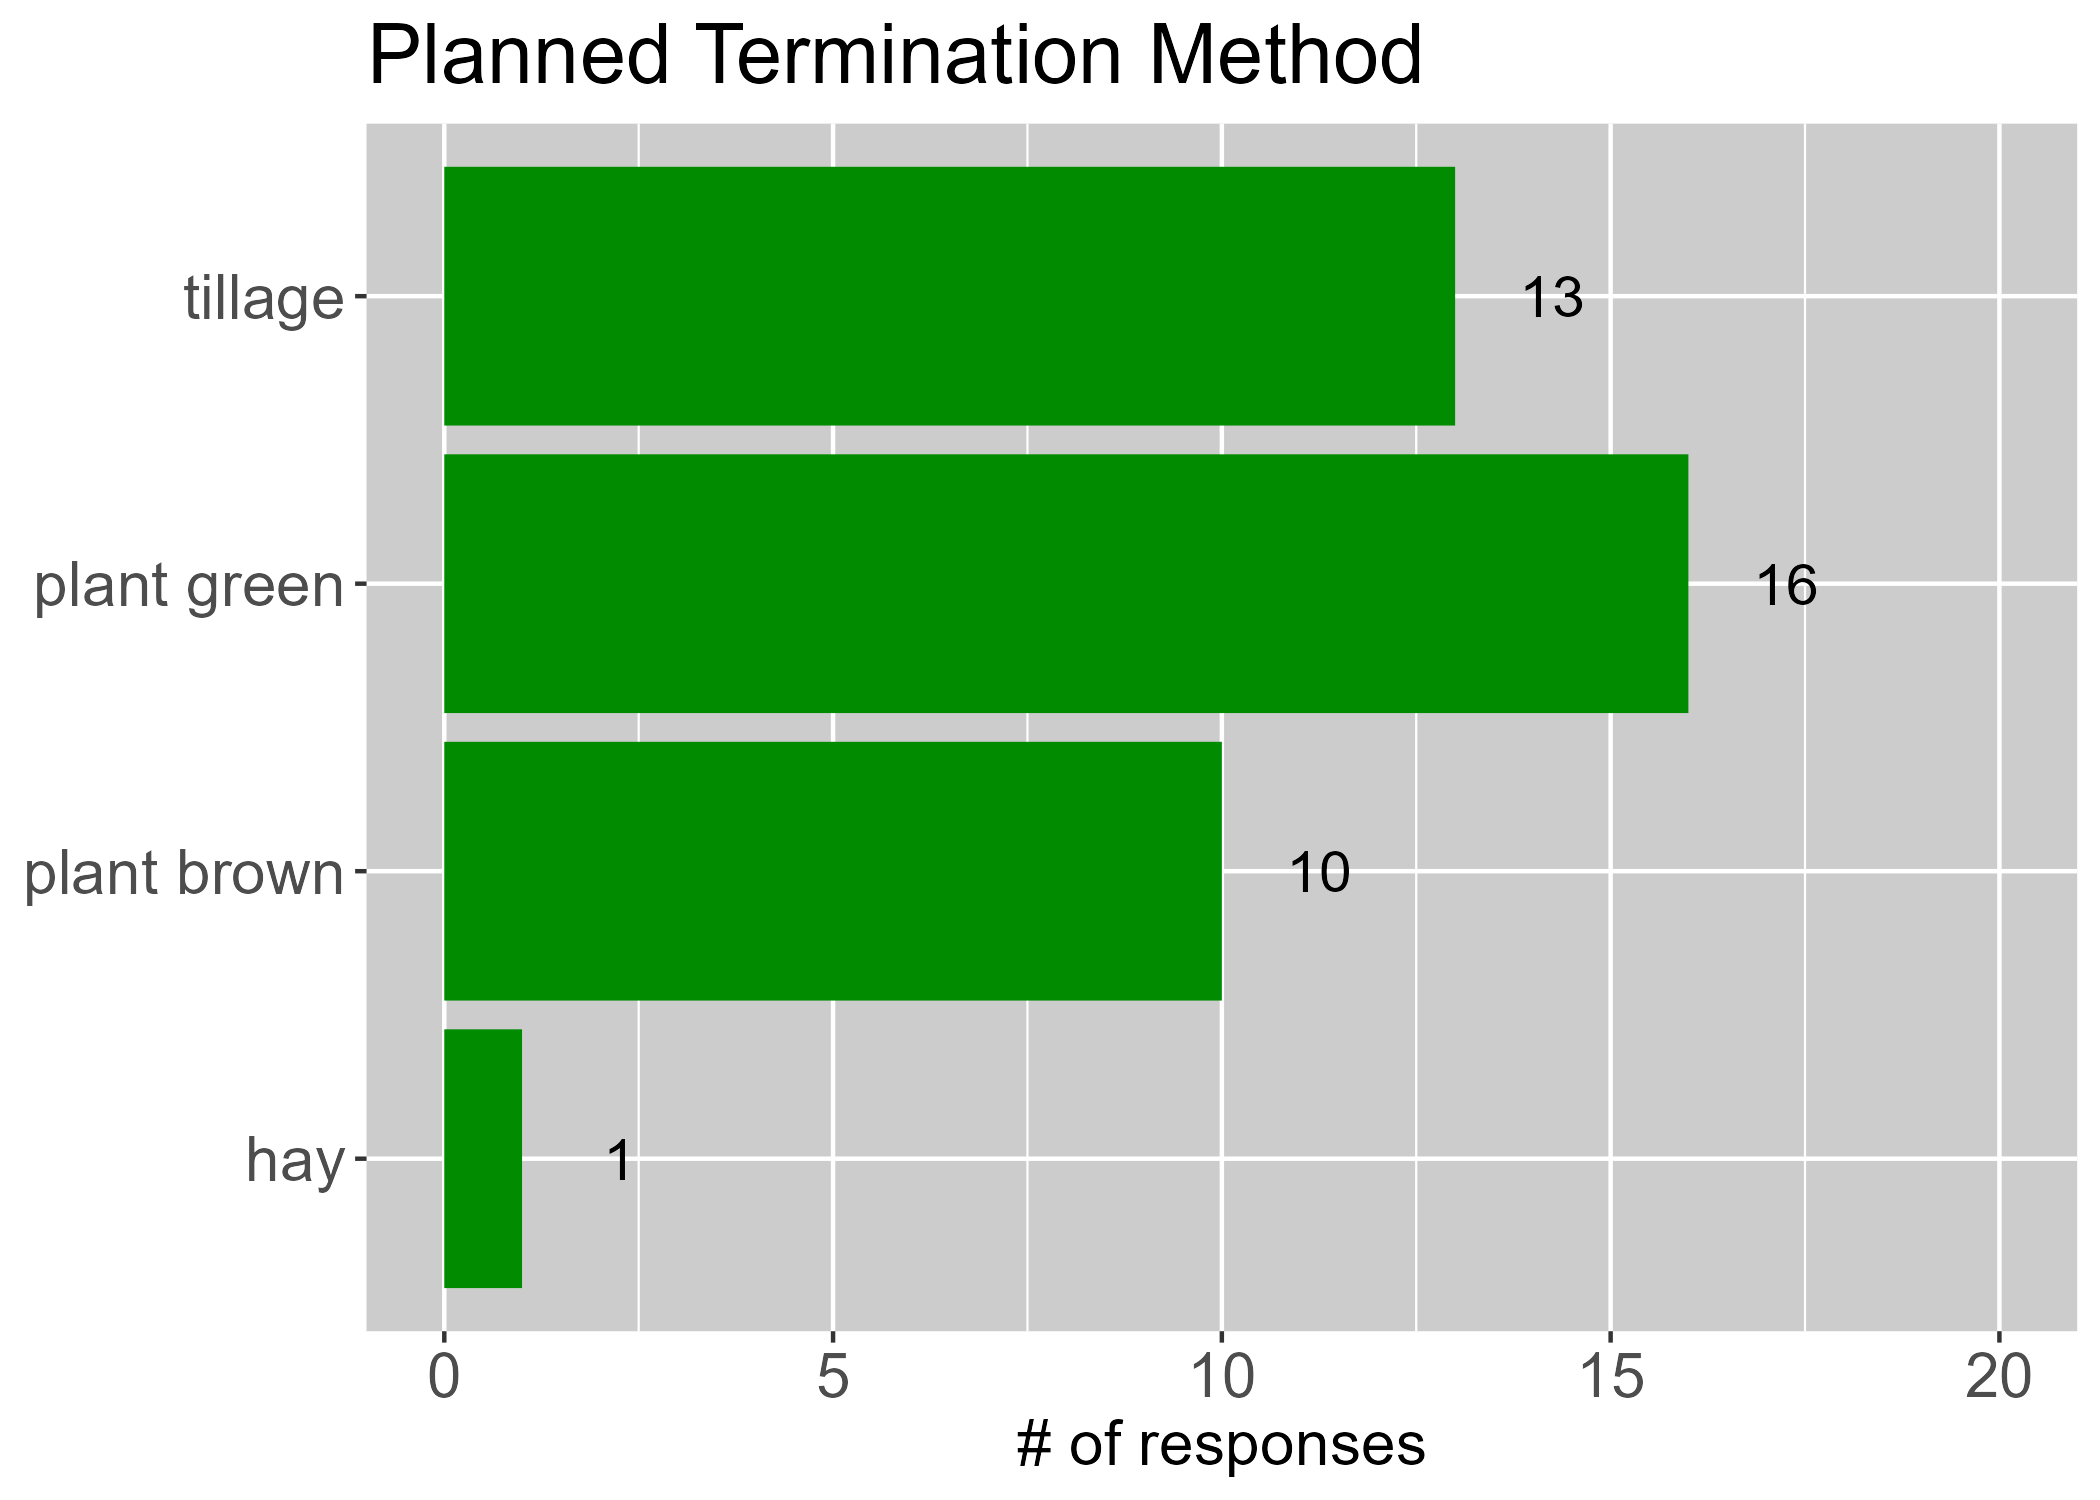 Planned Termination Method
tillage
13
plant green
16
plant brown
10
hay
1
0 5 10 15 20
# of responses